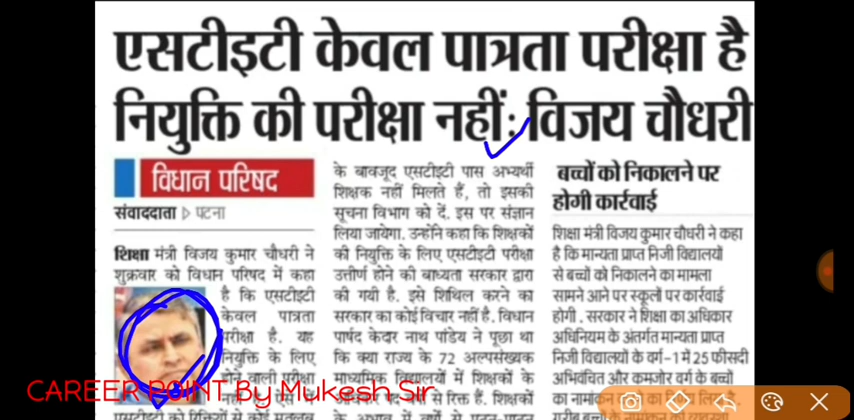 एसटीइटी केवल पात्रता परीक्षा है
नियुक्ति की परीक्षा नहीं: विजय चौधरी
विधान परिषद
संवाददाता ▷ पटना
शिक्षा मंत्री विजय कुमार चौधरी ने
शुक्रवार को विधान परिषद में कहा
है कि एसटीइटी
केवल पात्रता
परीक्षा है. यह
नियुक्ति के लिए
होने वाली परीक्षा
के बावजूद एसटीइटी पास अभ्यर्थी
शिक्षक नहीं मिलते हैं, तो इसकी
सूचना विभाग को दें. इस पर संज्ञान
लिया जायेगा. उन्होंने कहा कि शिक्षकों
की नियुक्ति के लिए एसटीइटी परीक्षा
उत्तीर्ण होने की बाध्यता सरकार द्वारा
की गयी है. इसे शिथिल करने का
सरकार का कोई विचार नहीं है. विधान
पार्षद केदार नाथ पांडेय ने पूछा था
कि क्या राज्य के 72 अल्पसंख्यक
माध्यमिक विद्यालयों में शिक्षकों के
पद से रिक्त हैं. शिक्षकों
बच्चों को निकालने पर
होगी कार्रवाई
शिक्षा मंत्री विजय कुमार चौधरी ने कहा
है कि मान्यता प्राप्त निजी विद्यालयों
से बच्चों को निकालने का मामला
सामने आने पर स्कूलों पर कार्रवाई
होगी. सरकार ने शिक्षा का अधिकार
अधिनियम के अंतर्गत मान्यता प्राप्त
निजी विद्यालयों के वर्ग-1 में 25 फीसदी
अभिवंचित और कमजोर वर्ग के बच्चों
का नामांकन
CAREER POINT By Mukesh Sir